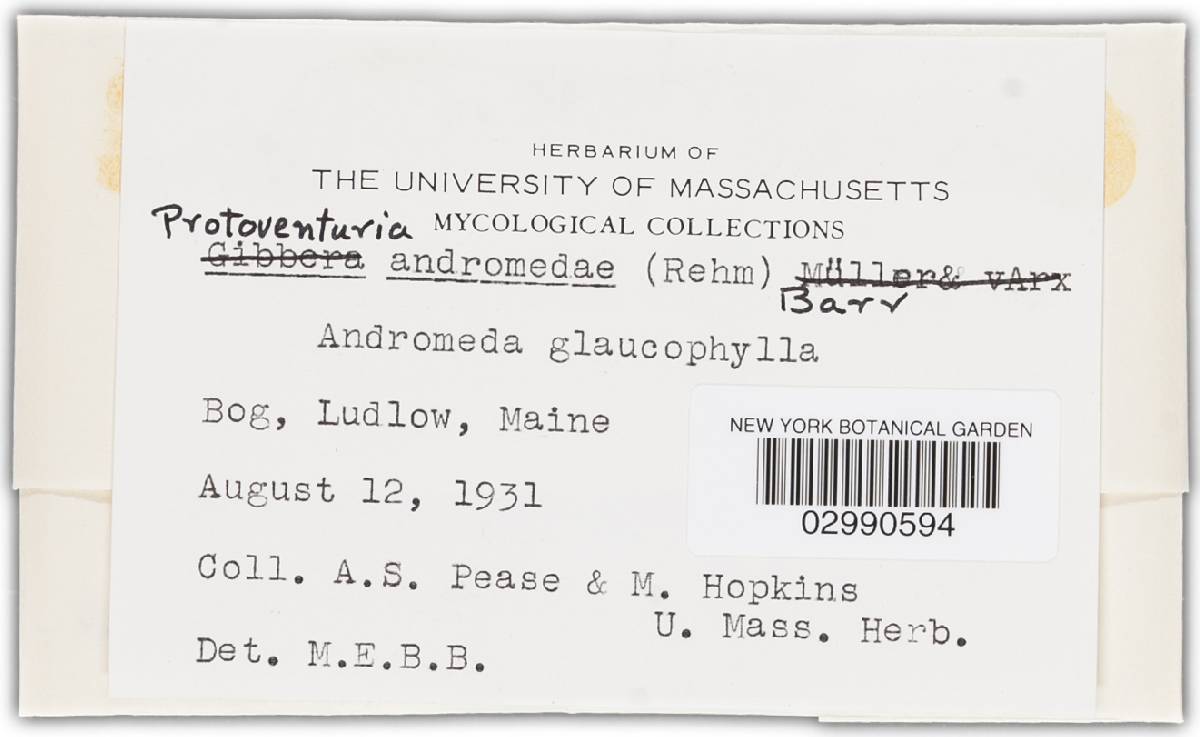 HERBARIUM OF
THE UNIVERSITY OF MASSACHUSETTS
Protoventuria MYCOLOGICAL COLLECTIONS
Gibbera andromedae (Rehm) Müller& vArx
Barr
Andromeda glaucophylla
Bog, Ludlow, Maine
NEW YORK BOTANICAL GARDEN
August 12, 1931
02990594
Coll. A.S. Pease & M. Hopkins
U. Mass. Herb.
Det. M.E.B.B.